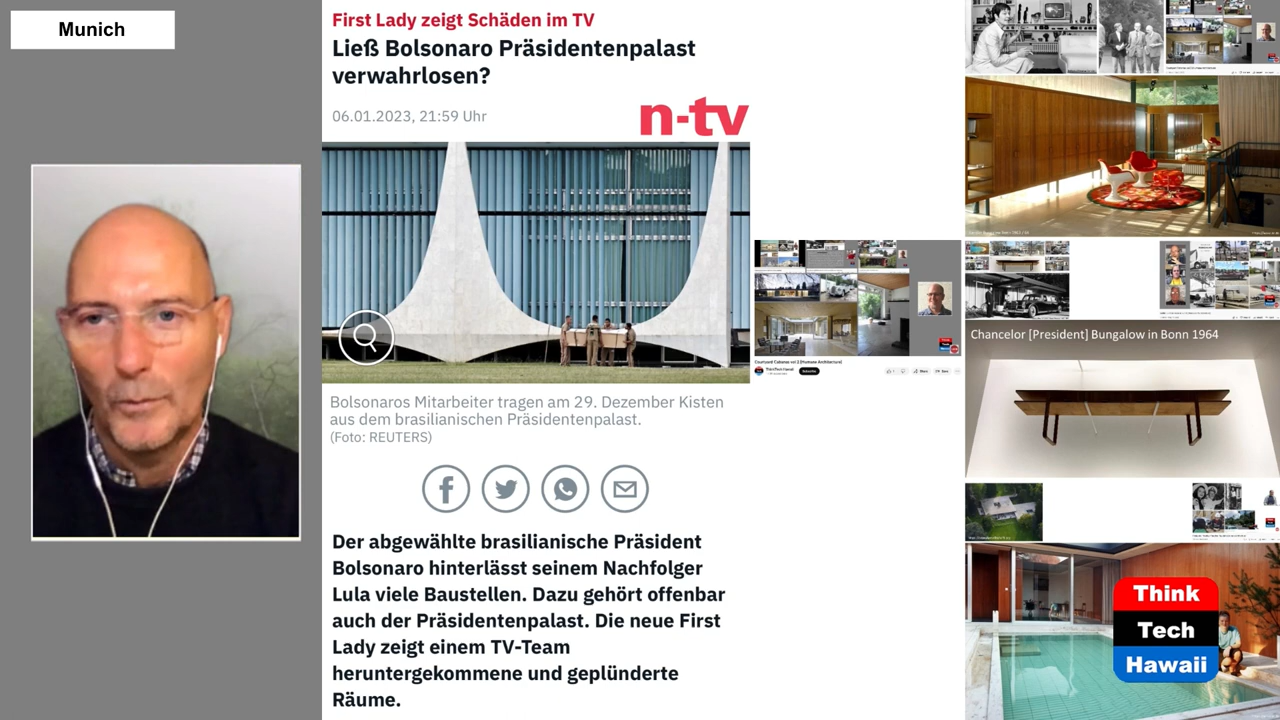 Munich
First Lady zeigt Schäden im TV
Ließ Bolsonaro Präsidentenpalast
verwahrlosen?
06.01.2023, 21:59 Uhr
n-tv
Bolsonaros Mitarbeiter tragen am 29. Dezember Kisten
aus dem brasilianischen Präsidentenpalast.
(Foto: REUTERS)
Der abgewählte brasilianische Präsident
Bolsonaro hinterlässt seinem Nachfolger
Lula viele Baustellen. Dazu gehört offenbar
auch der Präsidentenpalast. Die neue First
Lady zeigt einem TV-Team
heruntergekommene und geplünderte
Räume.
Chancelor [President] Bungalow in Bonn 1964
Think
Tech
Hawaii